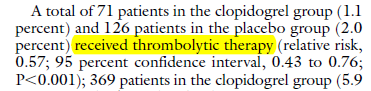 A total of 71 patients in the clopidogrel group (1.1
percent) and 126 patients in the placebo group (2.0
percent) received thrombolytic therapy (relative risk,
0.57; 95 percent confidence interval, 0.43 to 0.76;
P<0.001); 369 patients in the clopidogrel group (5.9